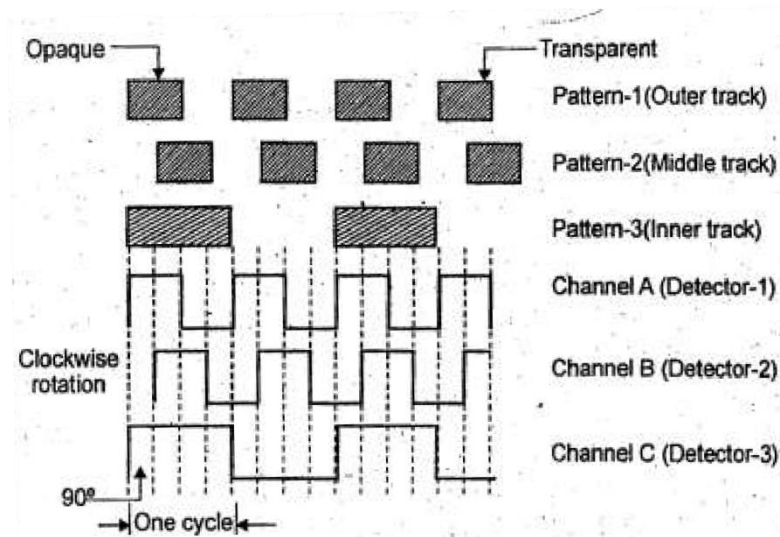 Opaque
Transparent
Pattern-1(Outer track)
Pattern-2(Middle track)
Pattern-3(Inner track)
Channel A (Detector-1)
Clockwise
rotation
Channel B (Detector-2)
Channel C (Detector-3)
90º
One cycle